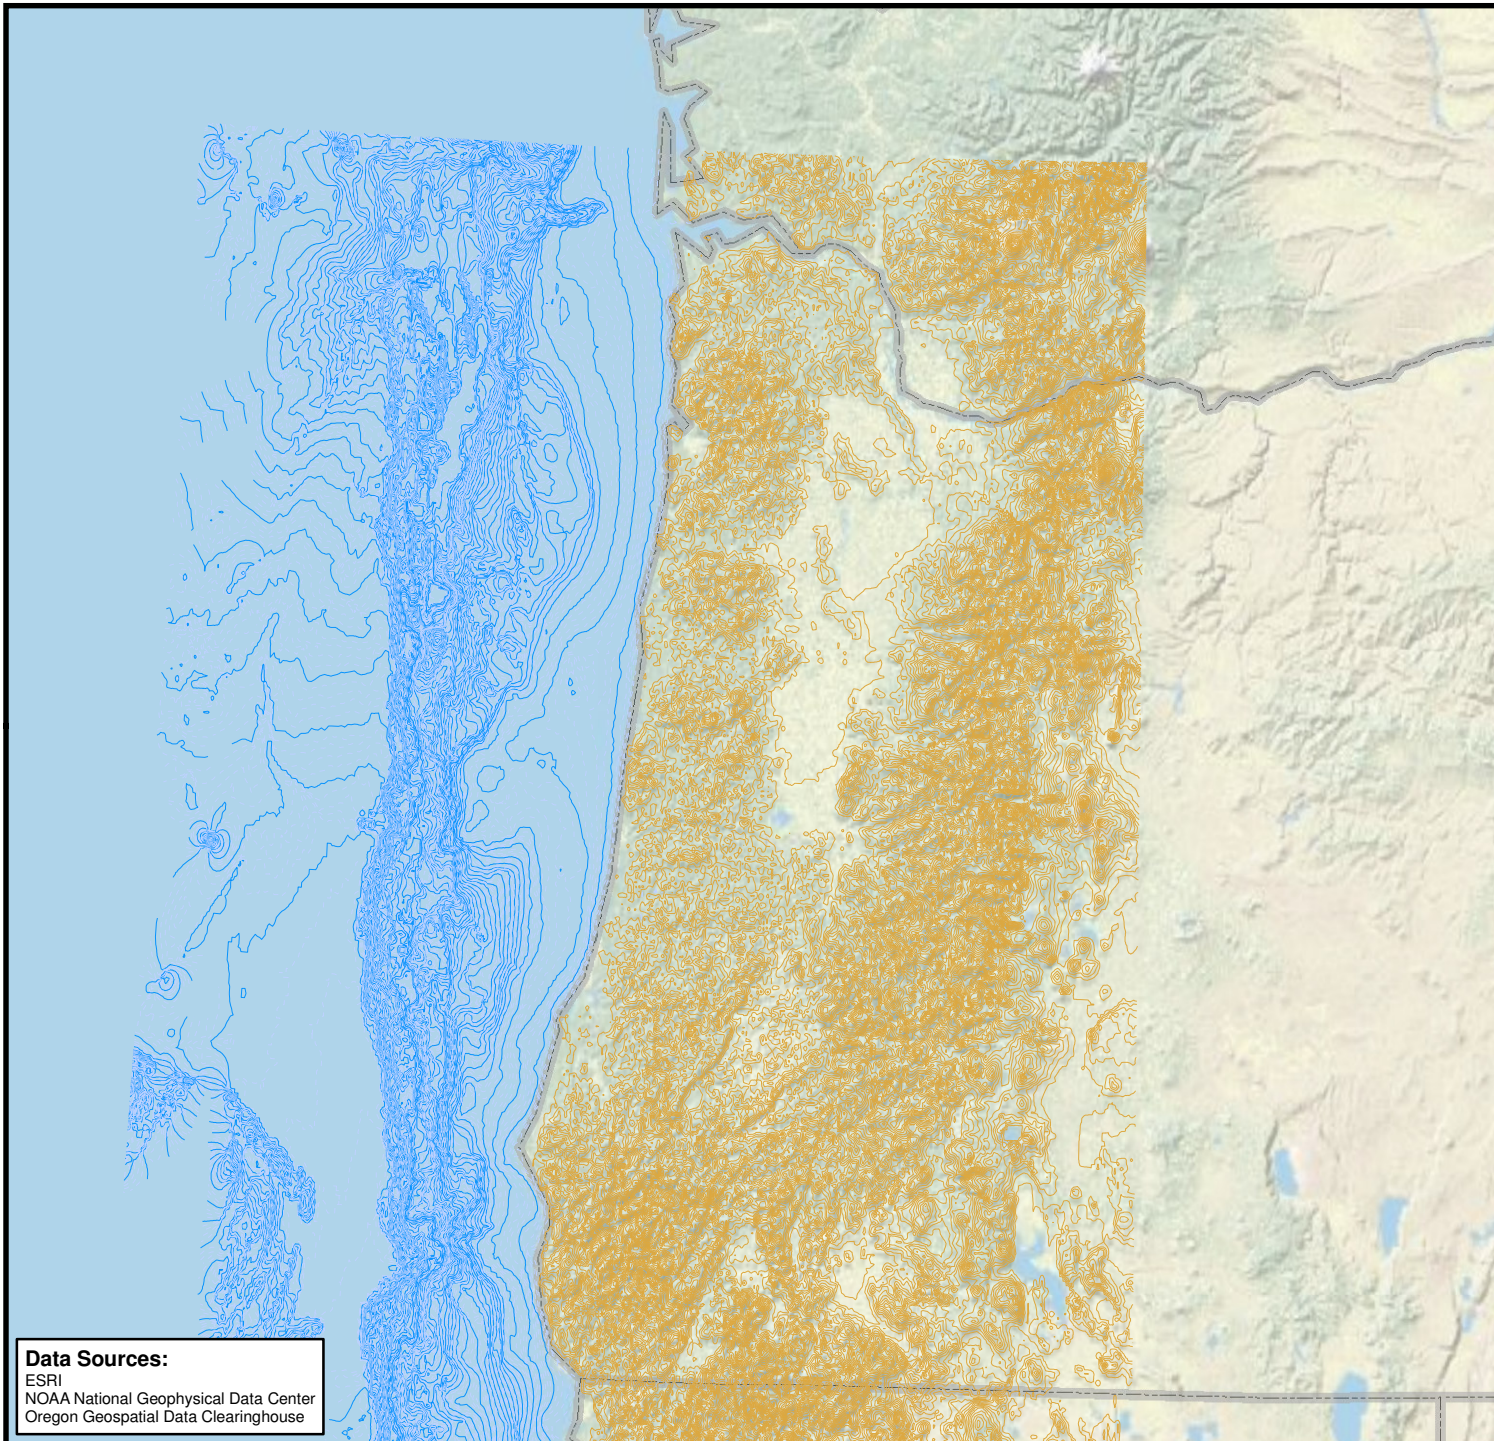 Data Sources:
ESRI
NOAA National Geophysical Data Center
Oregon Geospatial Data Clearinghouse